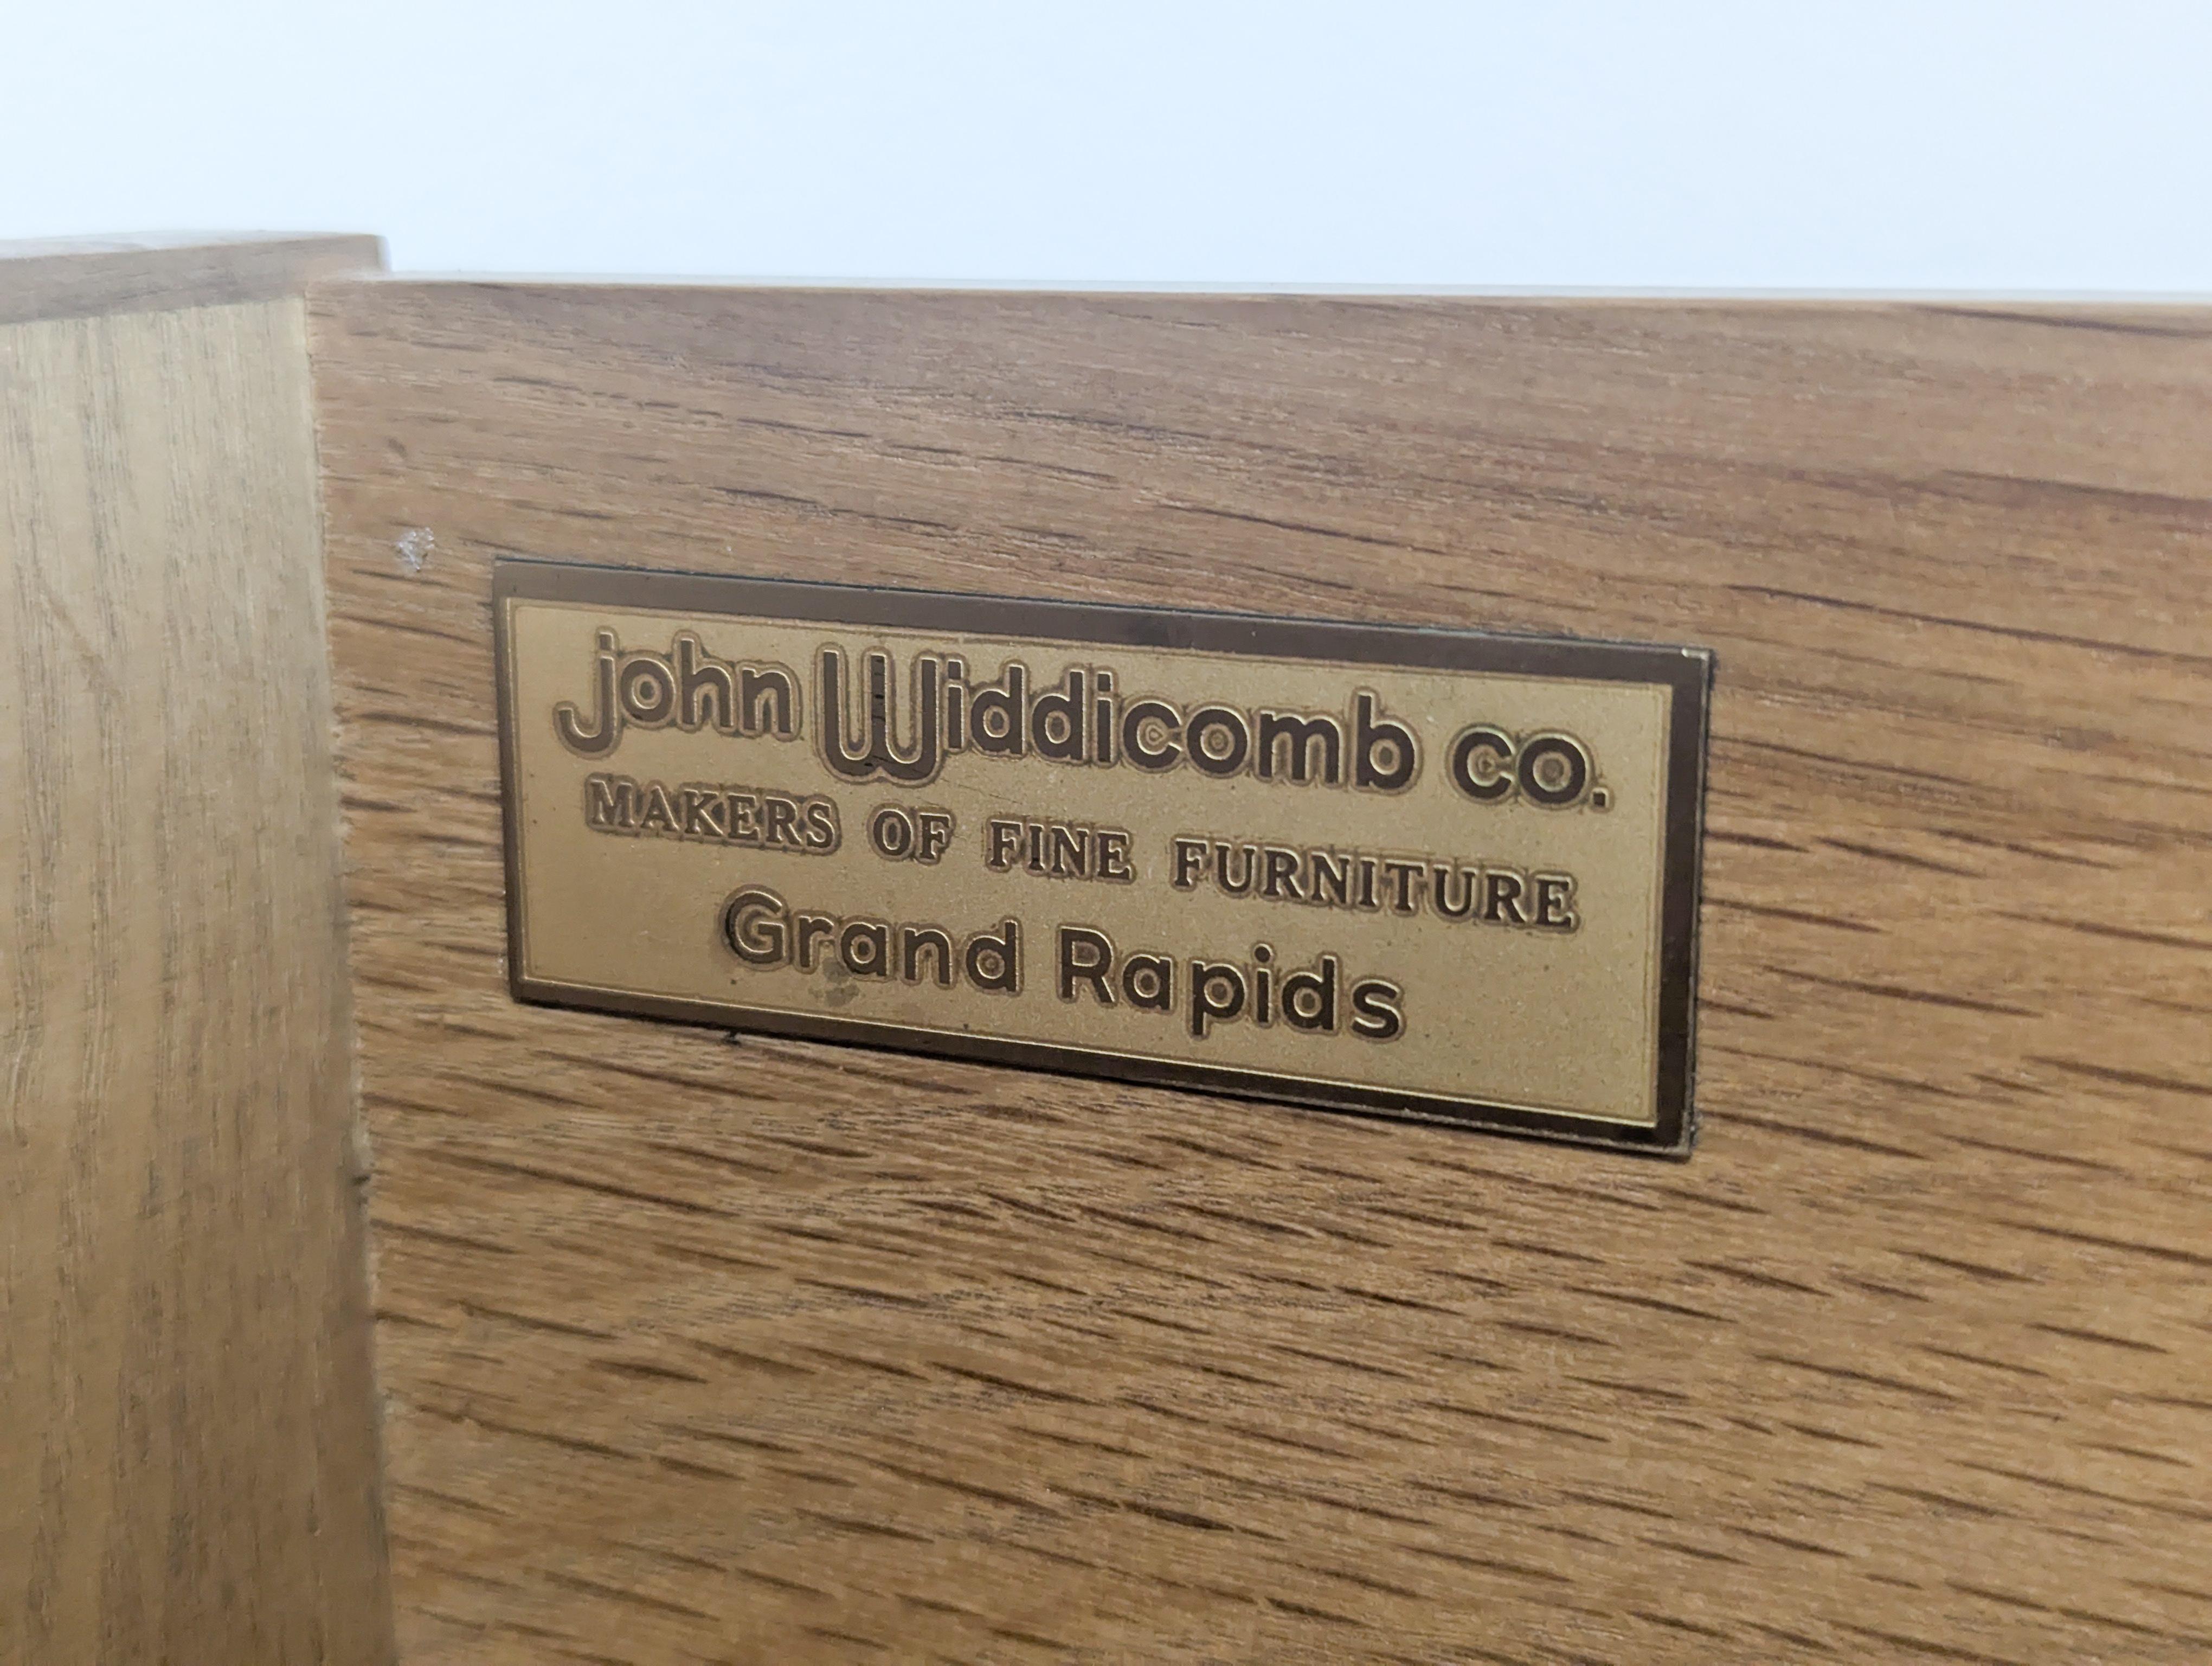 john Widdicomb co.
MAKERS OF FINE FURNITURE
Grand Rapids